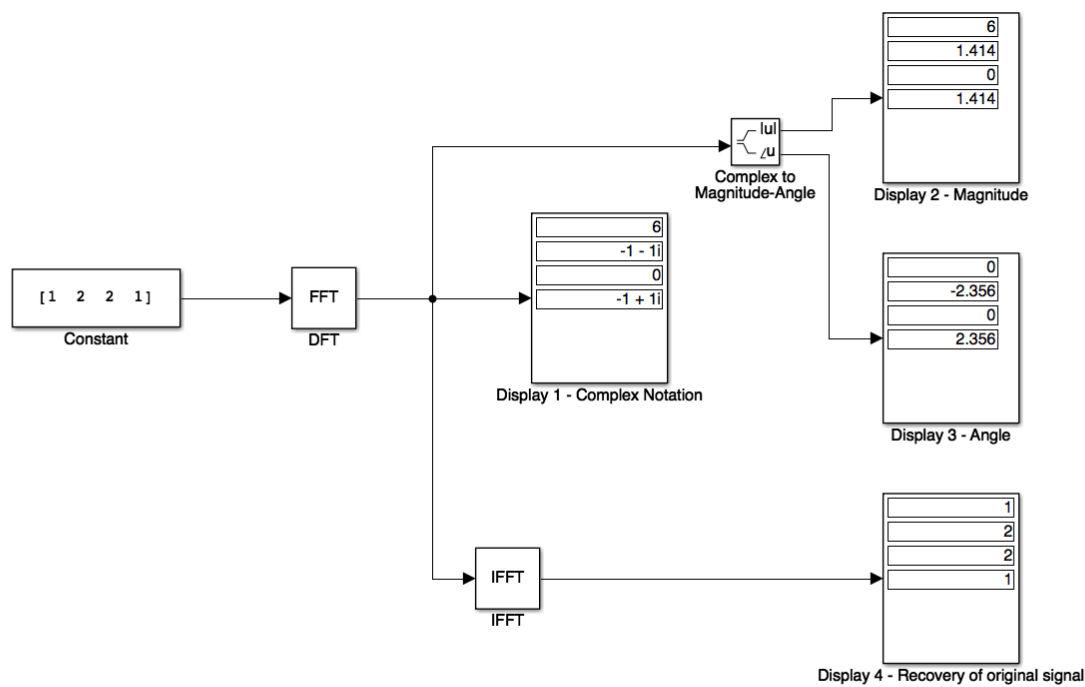 [1 2 2 1]
Constant
FFT
DFT
6
-1 - 1i
0
-1 + 1i
Display 1 - Complex Notation
|u|
∠u
Complex to
Magnitude-Angle
6
1.414
0
1.414
Display 2 - Magnitude
0
-2.356
0
2.356
Display 3 - Angle
IFFT
IFFT
1
2
2
1
Display 4 - Recovery of original signal